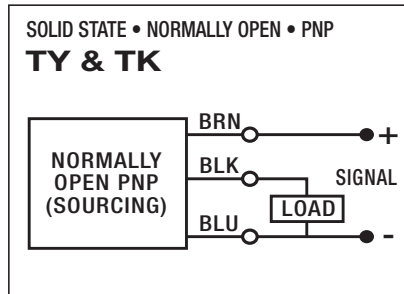 SOLID STATE • NORMALLY OPEN • PNP
TY & TK
BRN
+
NORMALLY
OPEN PNP
(SOURCING)
BLK
SIGNAL
LOAD
BLU
-